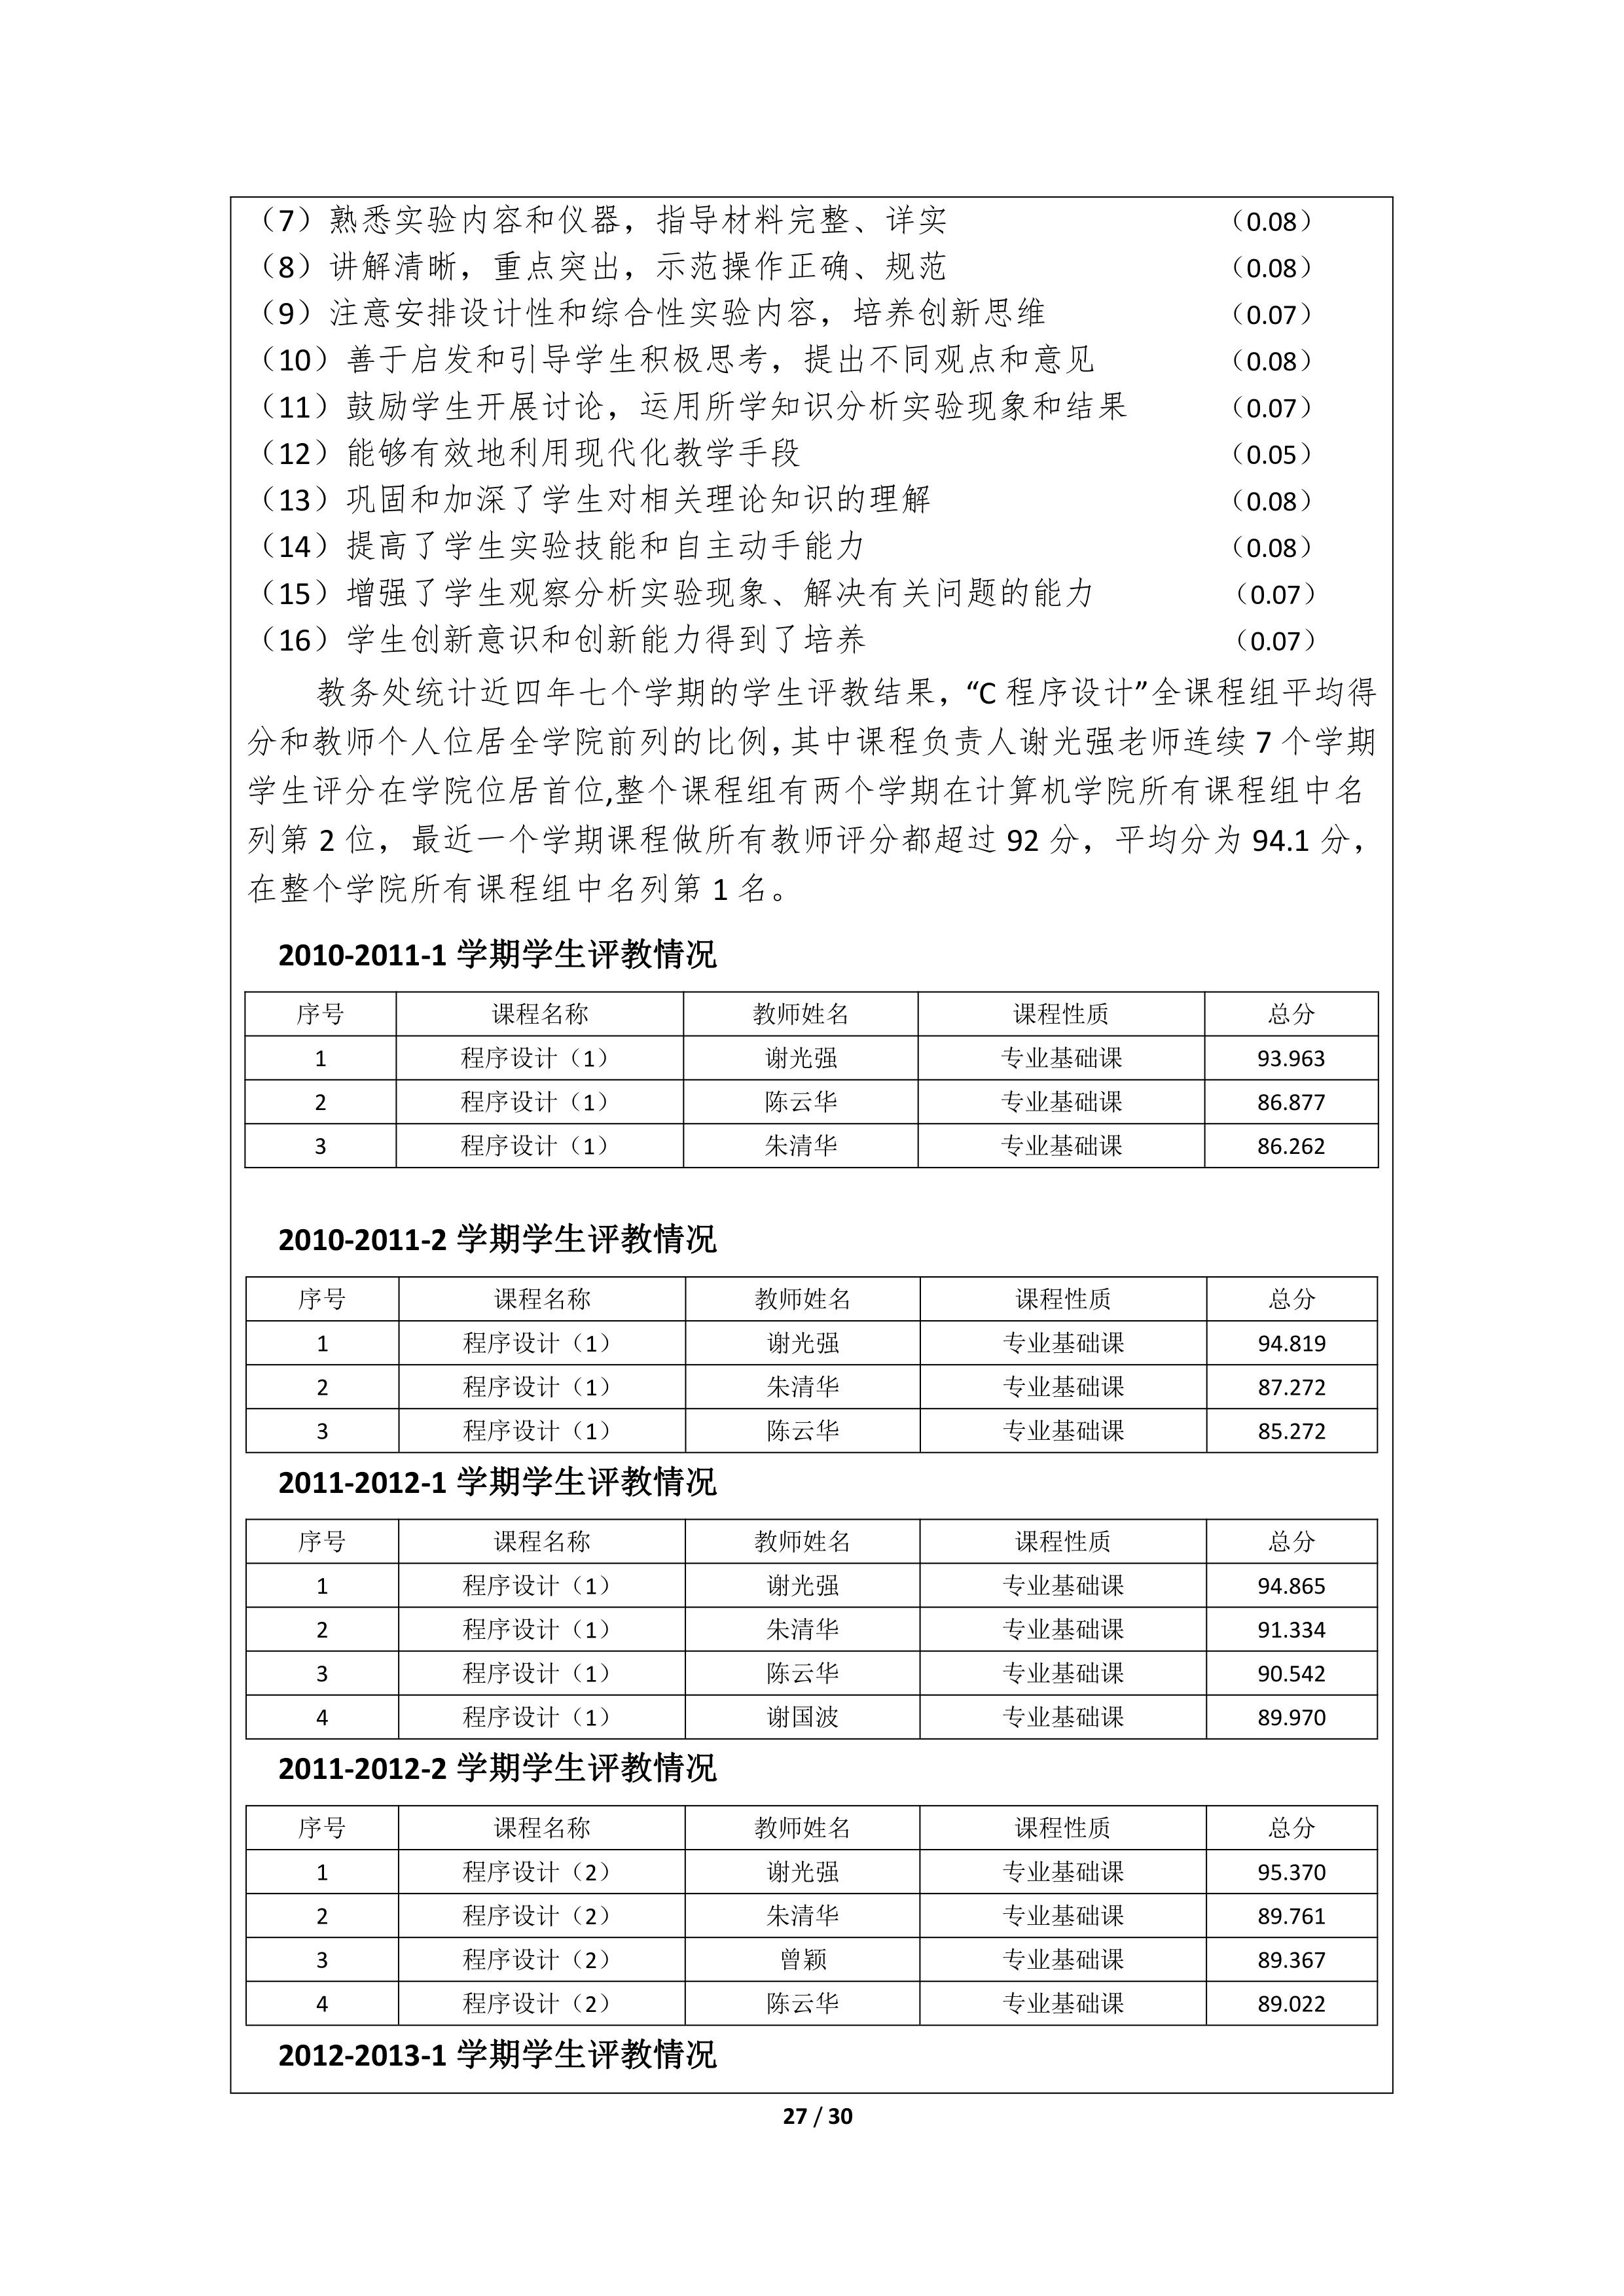 （7）熟悉实验内容和仪器，指导材料完整、详实 （0.08）
（8）讲解清晰，重点突出，示范操作正确、规范 （0.08）
（9）注意安排设计性和综合性实验内容，培养创新思维 （0.07）
（10）善于启发和引导学生积极思考，提出不同观点和意见 （0.08）
（11）鼓励学生开展讨论，运用所学知识分析实验现象和结果 （0.07）
（12）能够有效地利用现代化教学手段 （0.05）
（13）巩固和加深了学生对相关理论知识的理解 （0.08）
（14）提高了学生实验技能和自主动手能力 （0.08）
（15）增强了学生观察分析实验现象、解决有关问题的能力 （0.07）
（16）学生创新意识和创新能力得到了培养 （0.07）
教务处统计近四年七个学期的学生评教结果，“C 程序设计”全课程组平均得
分和教师个人位居全学院前列的比例，其中课程负责人谢光强老师连续 7 个学期
学生评分在学院位居首位,整个课程组有两个学期在计算机学院所有课程组中名
列第 2 位，最近一个学期课程做所有教师评分都超过 92 分，平均分为 94.1 分，
在整个学院所有课程组中名列第 1 名。
2010-2011-1 学期学生评教情况
序号 课程名称 教师姓名 课程性质 总分
1 程序设计（1） 谢光强 专业基础课 93.963
2 程序设计（1） 陈云华 专业基础课 86.877
3 程序设计（1） 朱清华 专业基础课 86.262
2010-2011-2 学期学生评教情况
序号 课程名称 教师姓名 课程性质 总分
1 程序设计（1） 谢光强 专业基础课 94.819
2 程序设计（1） 朱清华 专业基础课 87.272
3 程序设计（1） 陈云华 专业基础课 85.272
2011-2012-1 学期学生评教情况
序号 课程名称 教师姓名 课程性质 总分
1 程序设计（1） 谢光强 专业基础课 94.865
2 程序设计（1） 朱清华 专业基础课 91.334
3 程序设计（1） 陈云华 专业基础课 90.542
4 程序设计（1） 谢国波 专业基础课 89.970
2011-2012-2 学期学生评教情况
序号 课程名称 教师姓名 课程性质 总分
1 程序设计（2） 谢光强 专业基础课 95.370
2 程序设计（2） 朱清华 专业基础课 89.761
3 程序设计（2） 曾颖 专业基础课 89.367
4 程序设计（2） 陈云华 专业基础课 89.022
2012-2013-1 学期学生评教情况
27 / 30